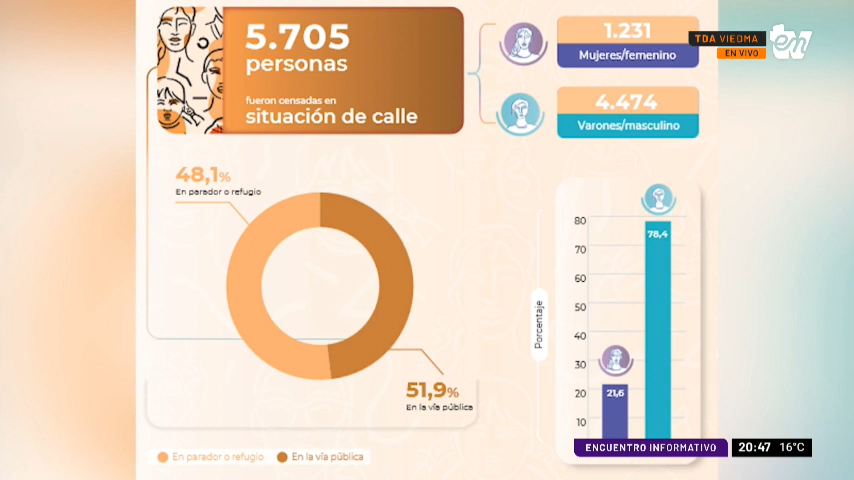 5.705
personas
fueron censadas en
situación de calle
1.231
Mujeres/femenino
4.474
Varones/masculino
TDA VIEDMA
EN VIVO
tn
48,1%
En parador o refugio
51,9%
En la vía pública
En parador o refugio
En la vía pública
Porcentaje
80
70
60
50
40
30
20
10
78,4
21,6
ENCUENTRO INFORMATIVO
20:47 16°C